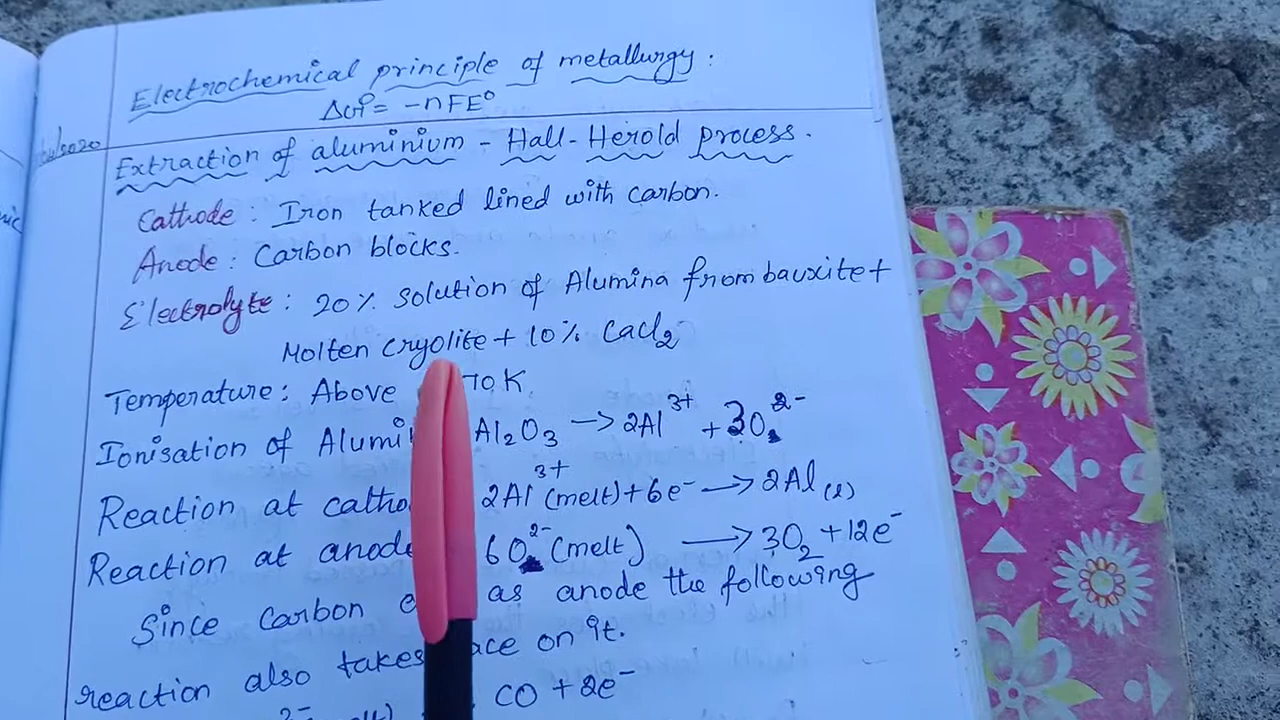 Electrochemical principle of metallurgy :
ΔG° = -nFE°
Extraction of aluminium - Hall-Herold process.
Cathode : Iron tanked lined with carbon.
Anode : Carbon blocks.
Electrolyte : 20% solution of Alumina from bauxite +
Molten cryolite + 10% CaCl₂
Temperature : Above 70 K
Ionisation of Alumi Al₂O₃ → 2Al³⁺ + 3O²⁻
Reaction at catho 2Al³⁺ (melt) + 6e⁻ → 2Al (l)
Reaction at anode 6O²⁻ (melt) → 3O₂ + 12e⁻
Since carbon as anode the following
reaction also takes ace on it.
CO + 2e⁻